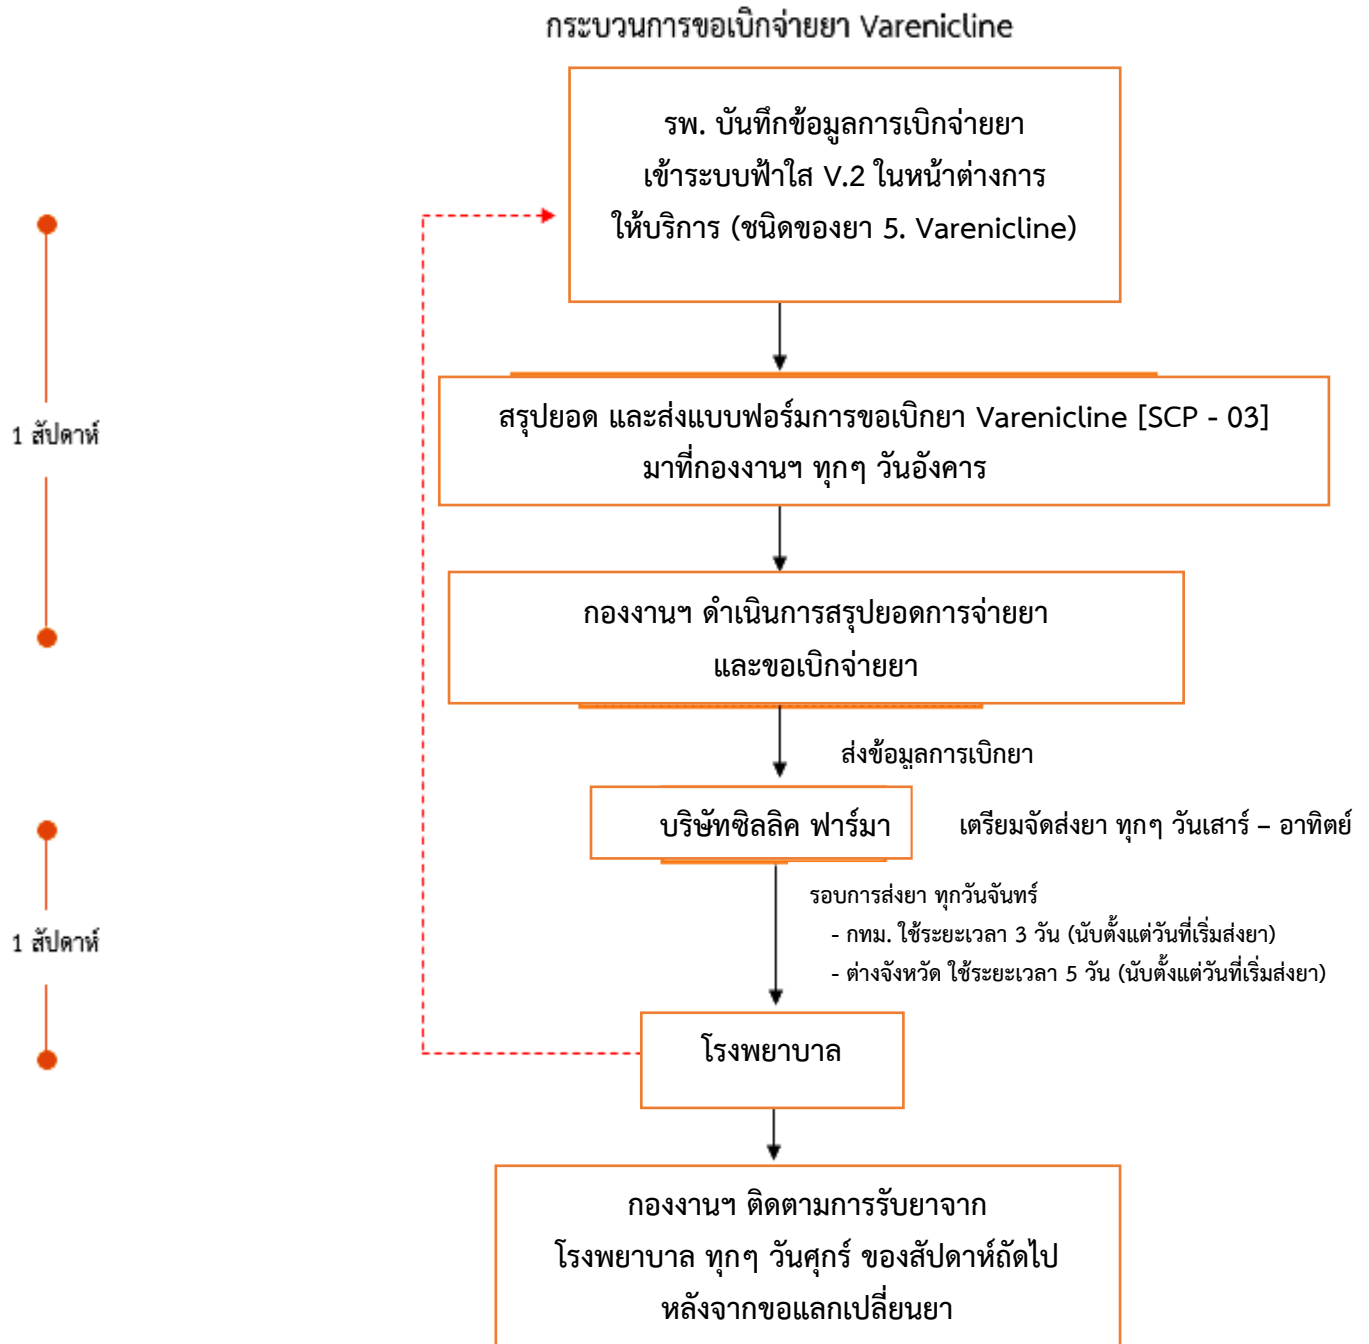 กระบวนการขอเบิกจ่ายยา Varenicline
รพ. บันทึกข้อมูลการเบิกจ่ายยา
เข้าระบบฟ้าใส V.2 ในหน้าต่างการ
ให้บริการ (ชนิดของยา 5. Varenicline)
สรุปยอด และส่งแบบฟอร์มการขอเบิกยา Varenicline [SCP - 03]
มาที่กองงานฯ ทุกๆ วันอังคาร
1 สัปดาห์
กองงานฯ ดำเนินการสรุปยอดการจ่ายยา
และขอเบิกจ่ายยา
ส่งข้อมูลการเบิกยา
บริษัทซิลลิค ฟาร์มา
เตรียมจัดส่งยา ทุกๆ วันเสาร์ – อาทิตย์
รอบการส่งยา ทุกวันจันทร์
- กทม. ใช้ระยะเวลา 3 วัน (นับตั้งแต่วันที่เริ่มส่งยา)
- ต่างจังหวัด ใช้ระยะเวลา 5 วัน (นับตั้งแต่วันที่เริ่มส่งยา)
1 สัปดาห์
โรงพยาบาล
กองงานฯ ติดตามการรับยาจาก
โรงพยาบาล ทุกๆ วันศุกร์ ของสัปดาห์ถัดไป
หลังจากขอแลกเปลี่ยนยา